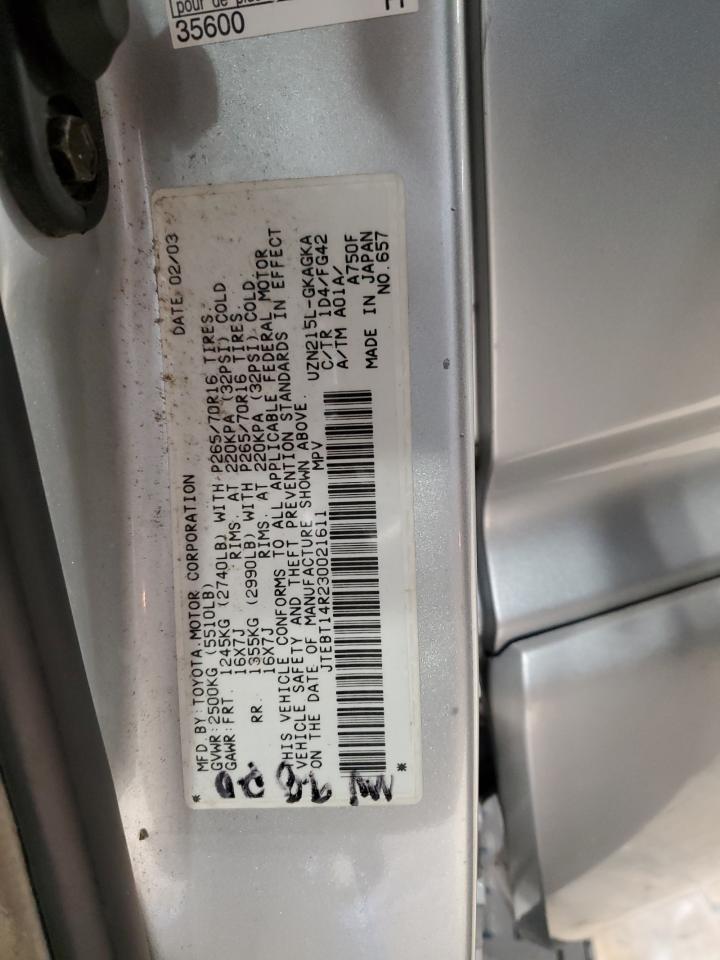 pour de plus
35600
DATE 02/03
MFD. BY: TOYOTA MOTOR CORPORATION
GVWR: 2500KG (5510LB)
GAWR: FRT. 1245KG (2740LB) WITH P265/70R16 TIRES.
16X7J RIMS. AT 220KPA (32PSI) COLD.
RR. 1355KG (2990LB) WITH P265/70R16 TIRES.
16X7J RIMS. AT 220KPA (32PSI) COLD.
THIS VEHICLE CONFORMS TO ALL APPLICABLE FEDERAL MOTOR
VEHICLE SAFETY AND THEFT PREVENTION STANDARDS IN EFFECT
ON THE DATE OF MANUFACTURE SHOWN ABOVE.
JTEBT14R230021611 MPV
UZN215L-GKAGKA
C/TR 1D4/FG42
A/TM A01A/ A750F
MADE IN JAPAN
NO.657